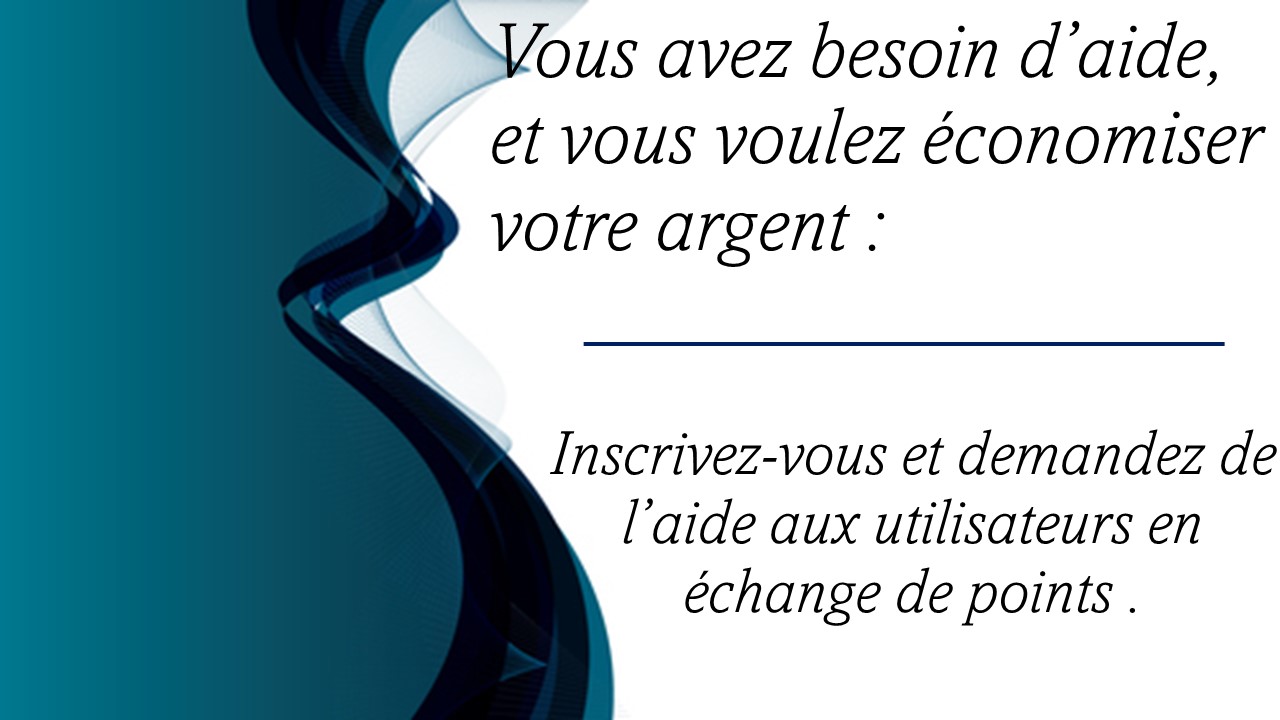 Vous avez besoin d’aide,
et vous voulez économiser
votre argent :
Inscrivez-vous et demandez de
l’aide aux utilisateurs en
échange de points .